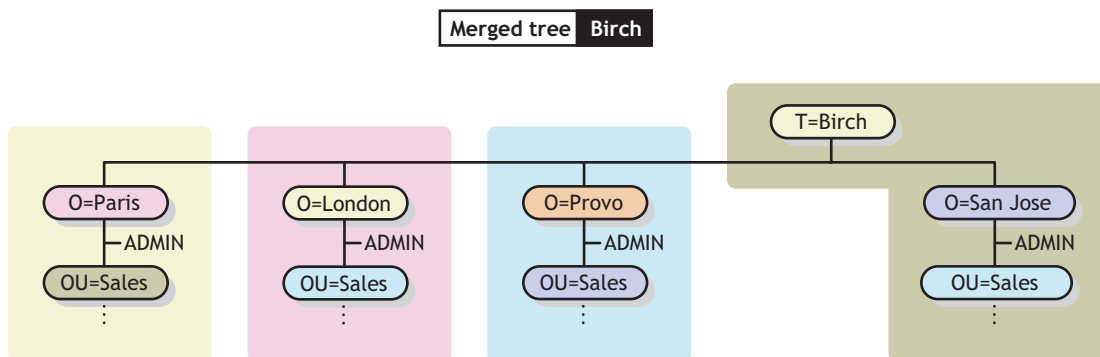 Merged tree Birch
T=Birch
O=Paris O=London O=Provo O=San Jose
ADMIN ADMIN ADMIN ADMIN
OU=Sales OU=Sales OU=Sales OU=Sales